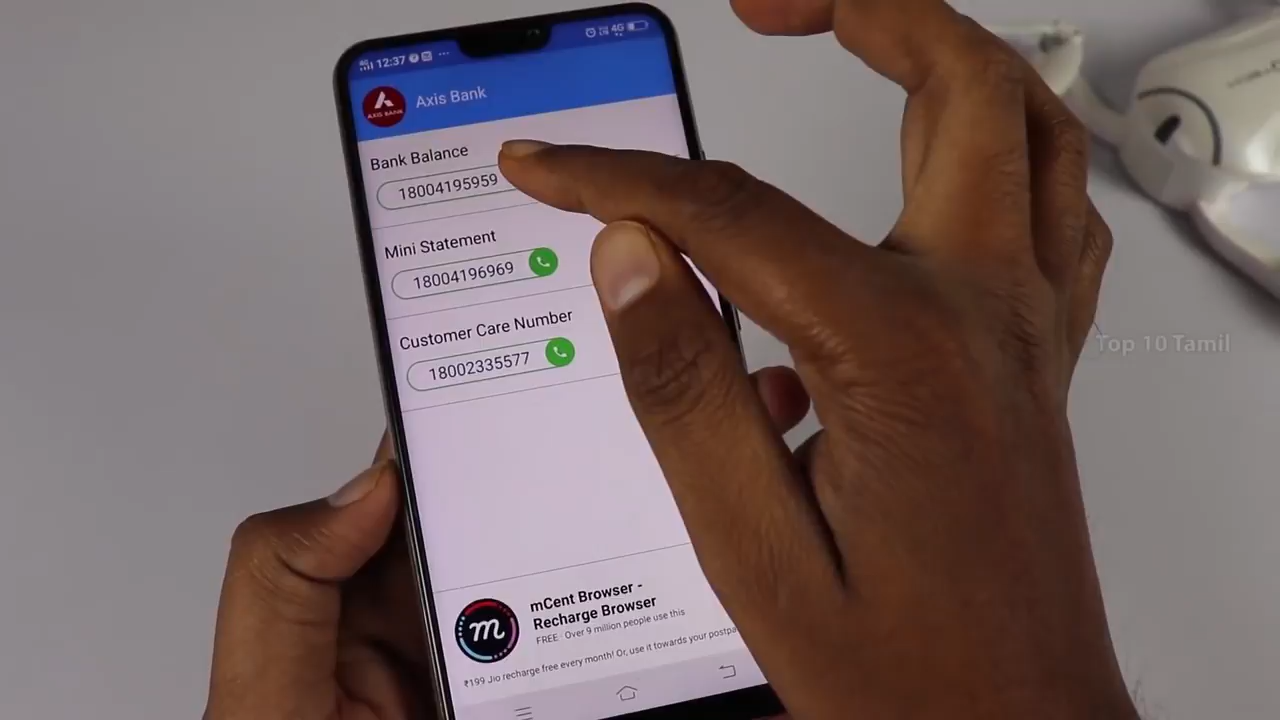 12:37
4G
Axis Bank
AXIS BANK
Bank Balance
18004195959
Mini Statement
18004196969
Customer Care Number
18002335577
Top 10 Tamil
m
mCent Browser -
Recharge Browser
FREE Over 9 million people use this
₹199 Jio recharge free every month! Or, use it towards your postpa